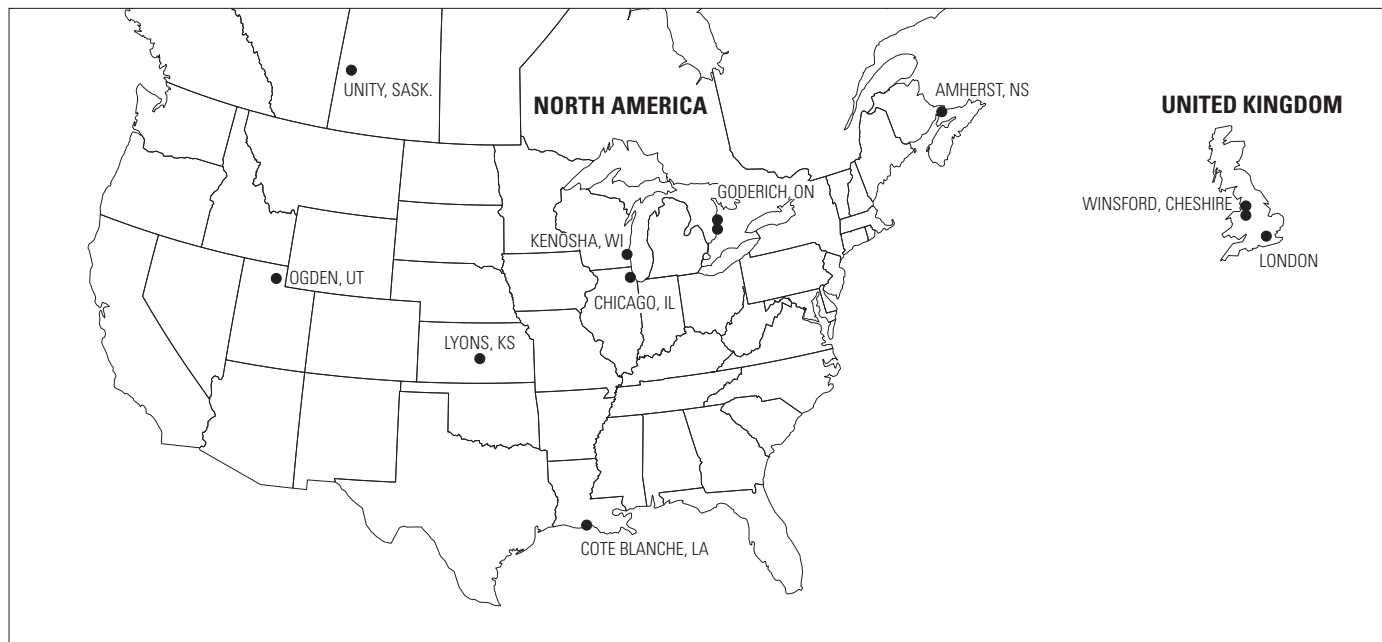 UNITY, SASK.
NORTH AMERICA
AMHERST, NS
UNITED KINGDOM
GODERICH, ON
WINSFORD, CHESHIRE
KENOSHA, WI
LONDON
OGDEN, UT
CHICAGO, IL
LYONS, KS
COTE BLANCHE, LA